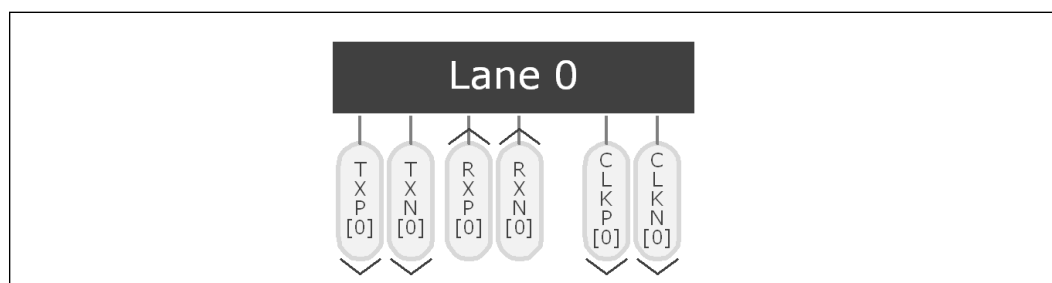 Lane 0
TXP[0]
TXN[0]
RXP[0]
RXN[0]
CLKP[0]
CLKN[0]